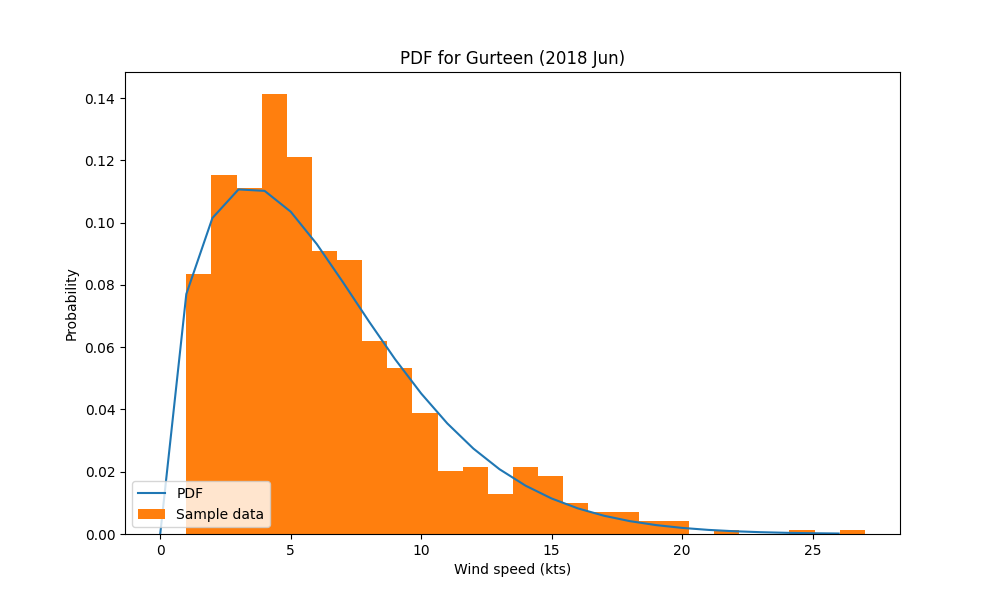 PDF for Gurteen (2018 Jun)
0.14
0.12
0.10
0.08
0.06
0.04
0.02
0.00
Probability
PDF
Sample data
0 5 10 15 20 25
Wind speed (kts)